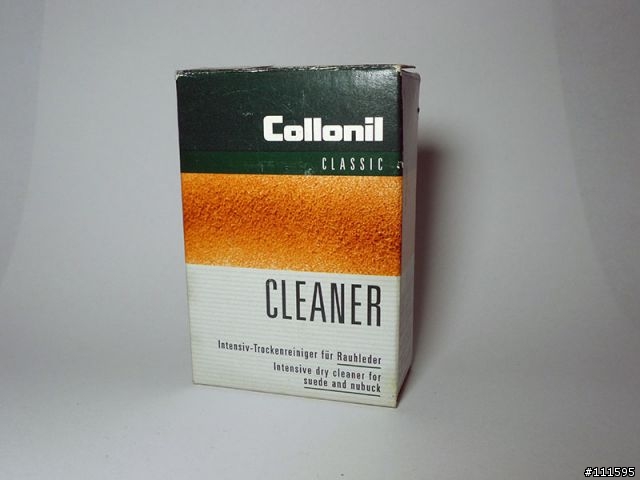 Collonil
CLASSIC
CLEANER
Intensiv-Trockenreiniger für Rauhleder
Intensive dry cleaner for
suede and nubuck
#111595